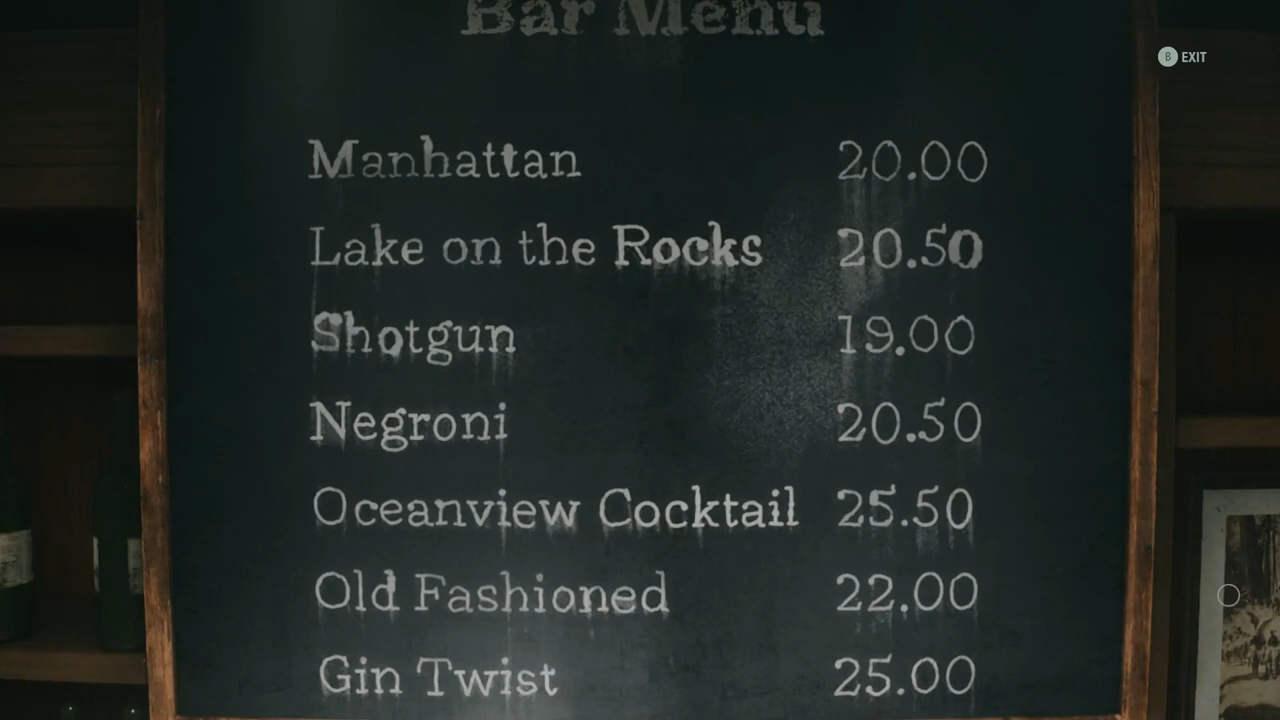 Bar Menu
B EXIT
Manhattan 20.00
Lake on the Rocks 20.50
Shotgun 19.00
Negroni 20.50
Oceanview Cocktail 25.50
Old Fashioned 22.00
Gin Twist 25.00